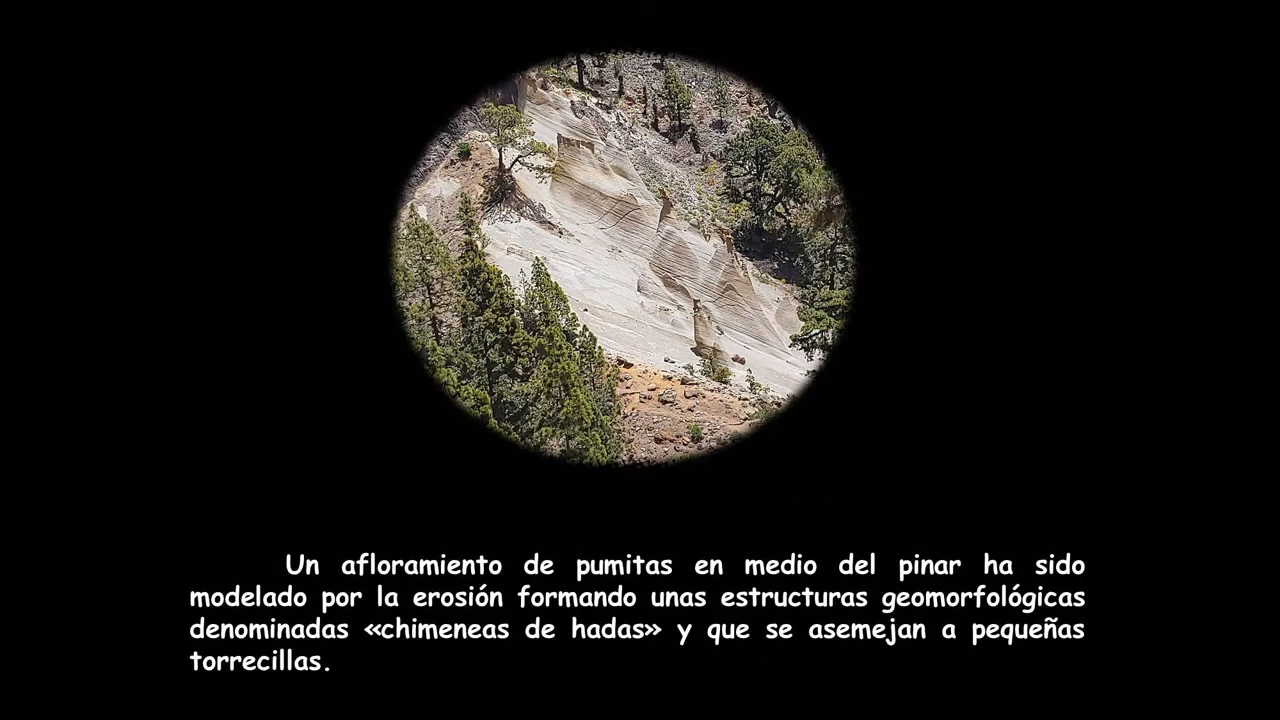 Un afloramiento de pumitas en medio del pinar ha sido
modelado por la erosión formando unas estructuras geomorfológicas
denominadas «chimeneas de hadas» y que se asemejan a pequeñas
torrecillas.